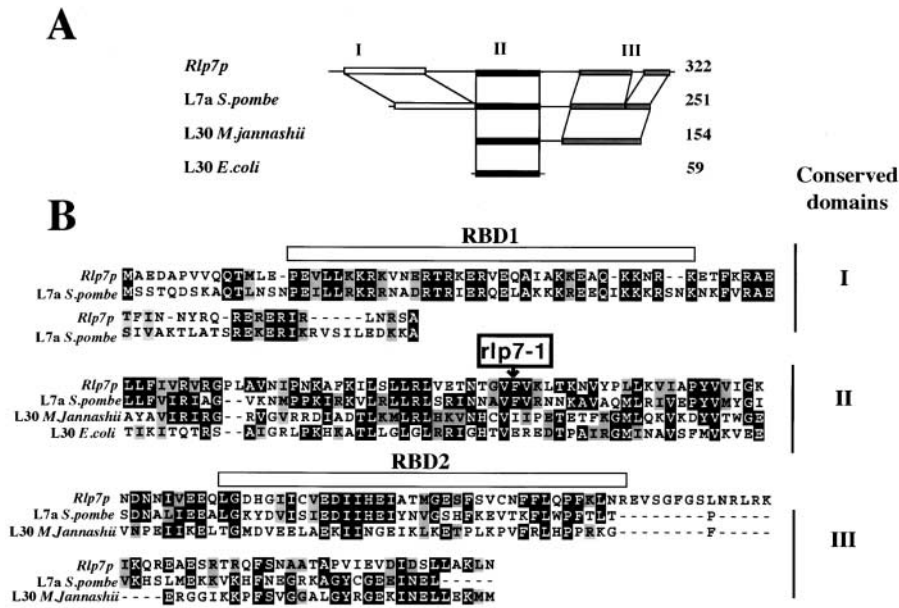 A
I II III
Rlp7p 322
L7a S.pombe 251
L30 M.jannashii 154
L30 E.coli 59
Conserved
domains
B
RBD1
Rlp7p MAEDAPVVQQTMLE-PEVLLKKRKVNERTRKERVEQAIAKKEAQ-KKNR--KETFKRAE
L7a S.pombe MSSTQDSKAQTLNSNPEILLRKRRNADRTRIERQELAKKKREEQIKKKRSNKNKFVRAE
I
Rlp7p TFIN-NYRQ-RERERIR-----LNRSA
L7a S.pombe SIVAKTLATSREKERIKRVSILEDKKA
rlp7-1
Rlp7p LLFIVRVRGPLAVNIPNKAFKILSLLRLVETNTGVFVKLTKNVYPLLKVIAPYVVIGK
L7a S.pombe LLFVIRIAG--VKNMPPKIRKVLRLLRLSRINNAVFVRNNKAVAQMLRIVEPYVMYGI
L30 M.Jannashii AYAVIRIRG--RVGVRRDIADTLKMLRLHKVNHCVIIPETETFKGMLQKVKDYVTWGE
L30 E.coli TIKITQTRS--AIGRLPKHKATLLGLGLRRIGHTVEREDTPAIRGMINAVSFMVKVEE
II
RBD2
Rlp7p NDNNIVEEQLGDHGIICVEDIIHEIATMGESFSVCNFFLQPFKLNREVSGFGSLNRLRK
L7a S.pombe SDNALIEEALGKYDVISIEDIIHEIYNVGSHFKEVTKFLWPFTLT--------P-----
L30 M.Jannashii VNPEIIKELTGMDVEELAEKIINGEIKLKETPLKPVFRLHPPRKG--------F-----
III
Rlp7p IKQREAESRTRQFSNAATAPVIEVDIDSLLAKLN
L7a S.pombe VKHSLMEKKVKHFNEGRKAGYCGEEINEL-----
L30 M.Jannashii ----ERGGIKKPFSVGGALGYRGEKINELLEKMM